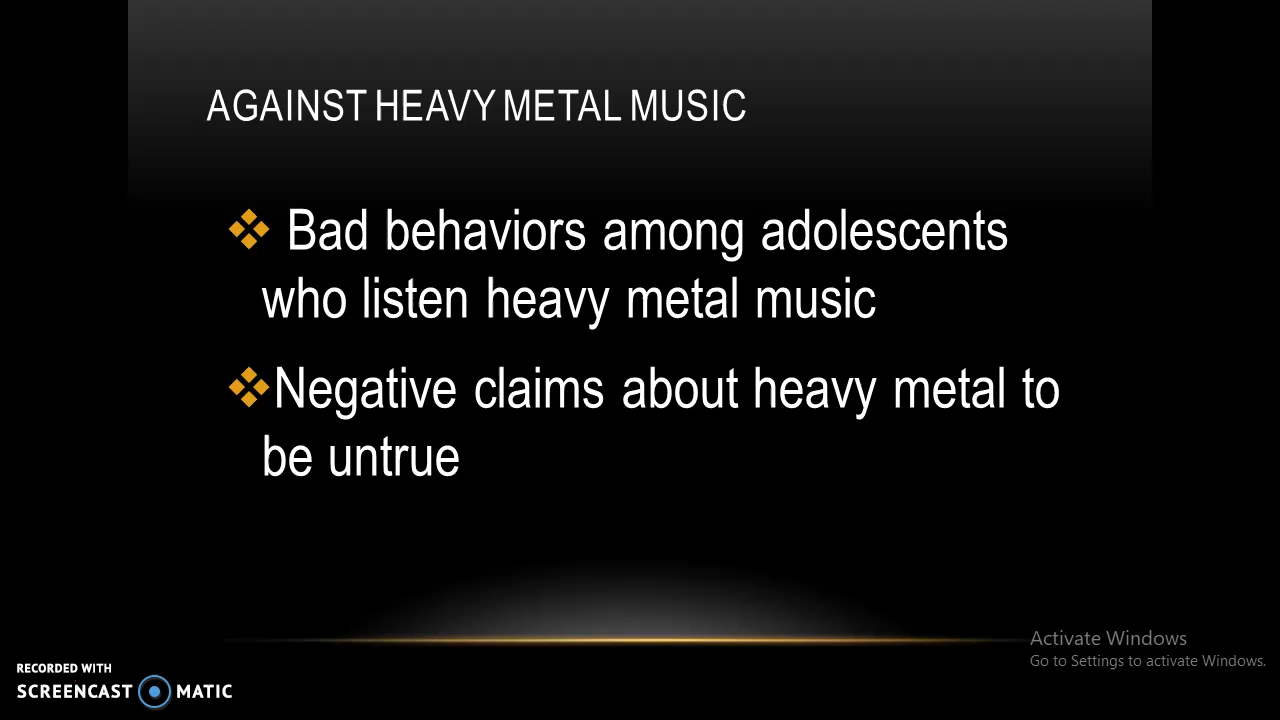 AGAINST HEAVY METAL MUSIC
Bad behaviors among adolescents
who listen heavy metal music
Negative claims about heavy metal to
be untrue
Activate Windows
Go to Settings to activate Windows.
RECORDED WITH
SCREENCAST MATIC